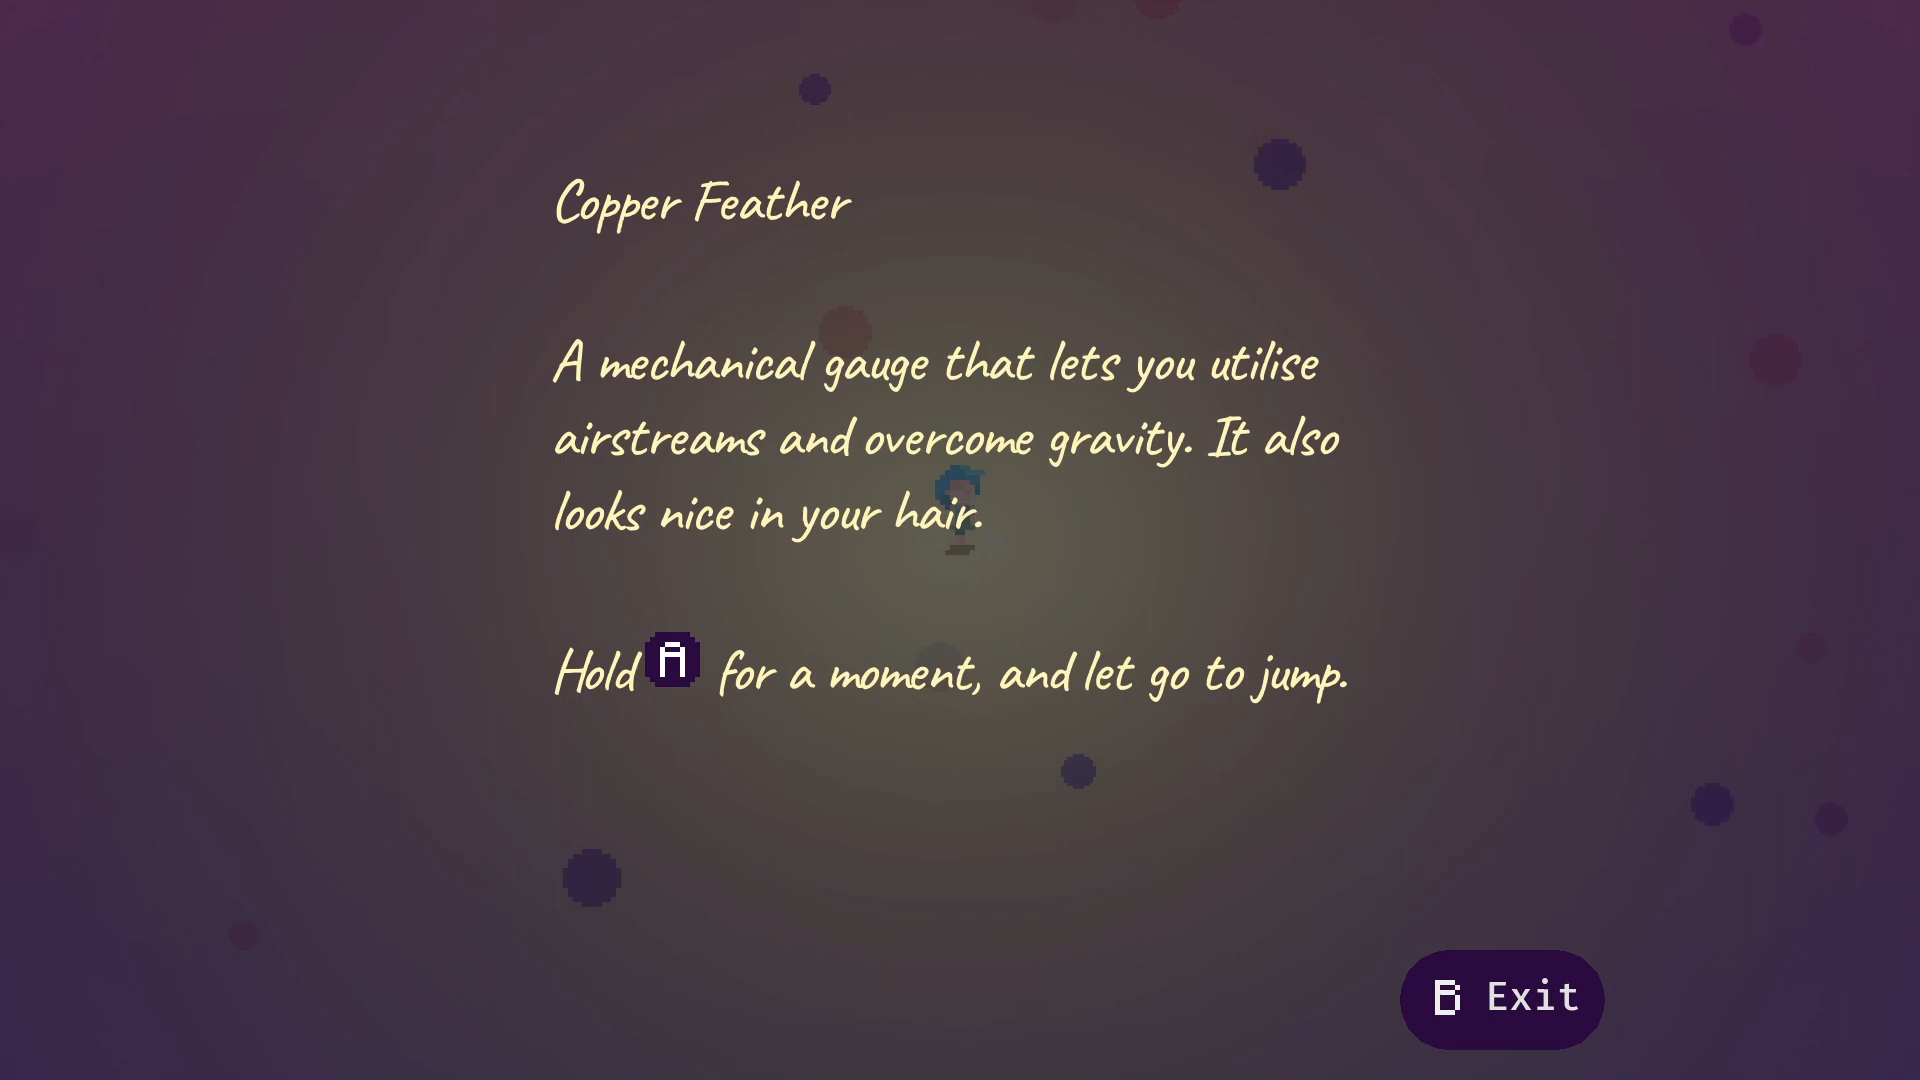 Copper Feather
A mechanical gauge that lets you utilise
airstreams and overcome gravity. It also
looks nice in your hair.
Hold A for a moment, and let go to jump.
B Exit